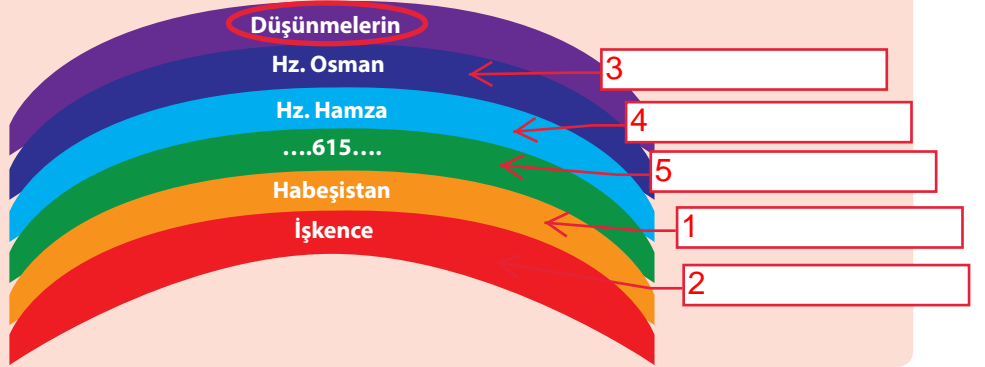 Düşünmelerin
Hz. Osman
3
Hz. Hamza
4
....615....
5
Habeşistan
1
İşkence
2